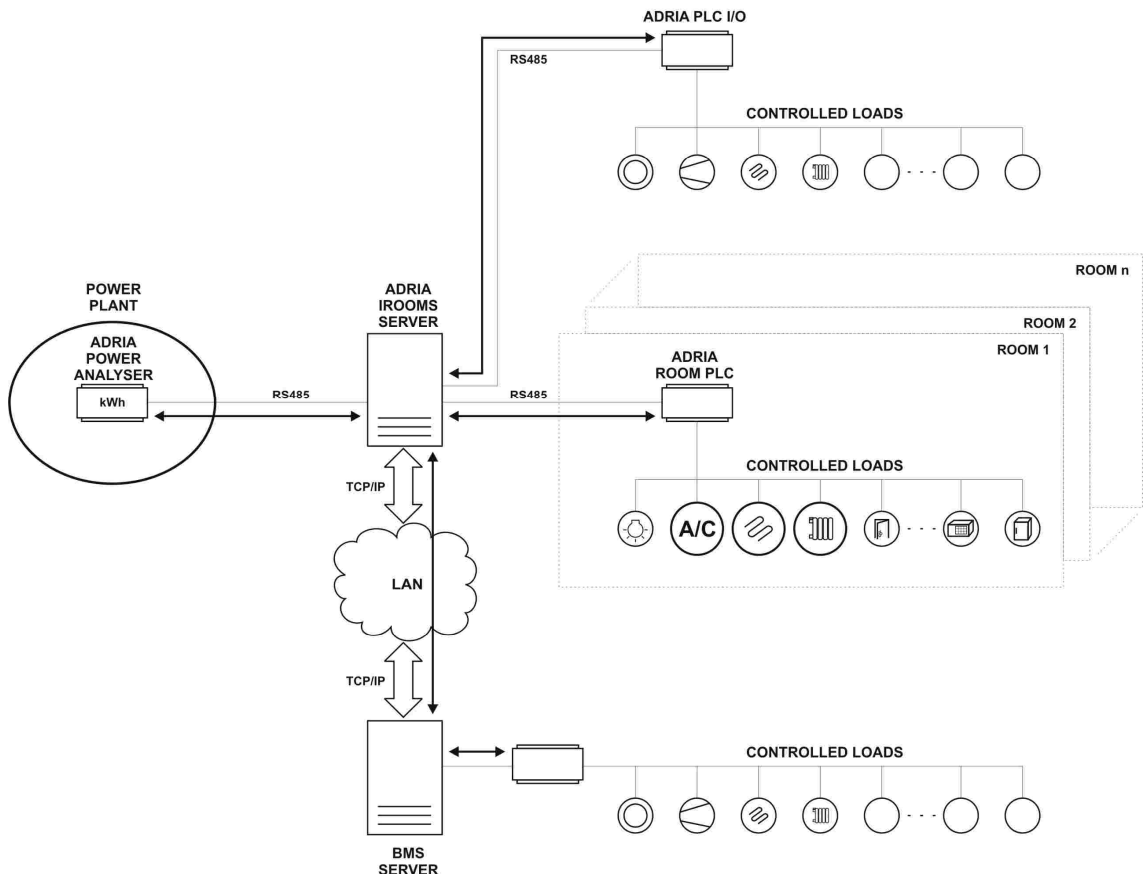 ADRIA PLC I/O
RS485
CONTROLLED LOADS
ROOM n
ROOM 2
ROOM 1
POWER
PLANT
ADRIA
POWER
ANALYSER
kWh
RS485
ADRIA
IROOMS
SERVER
RS485
ADRIA
ROOM PLC
CONTROLLED LOADS
A/C
TCP/IP
LAN
TCP/IP
CONTROLLED LOADS
BMS
SERVER